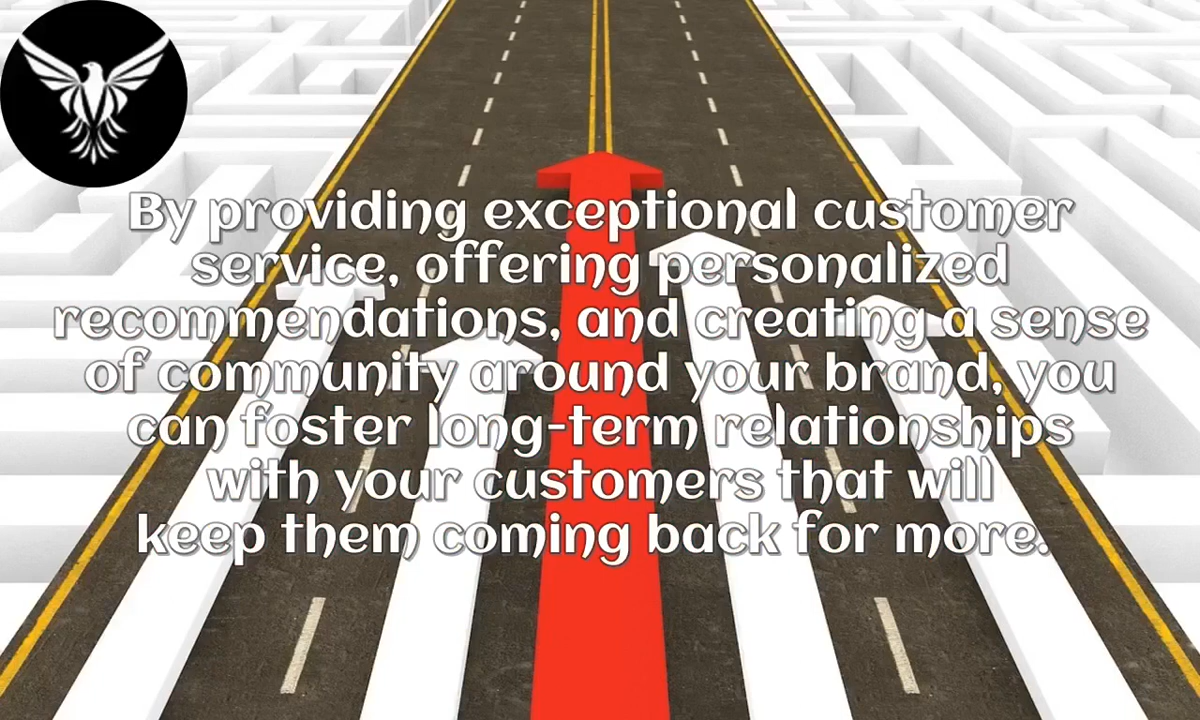 By providing exceptional customer
service, offering personalized
recommendations, and creating a sense
of community around your brand, you
can foster long-term relationships
with your customers that will
keep them coming back for more.